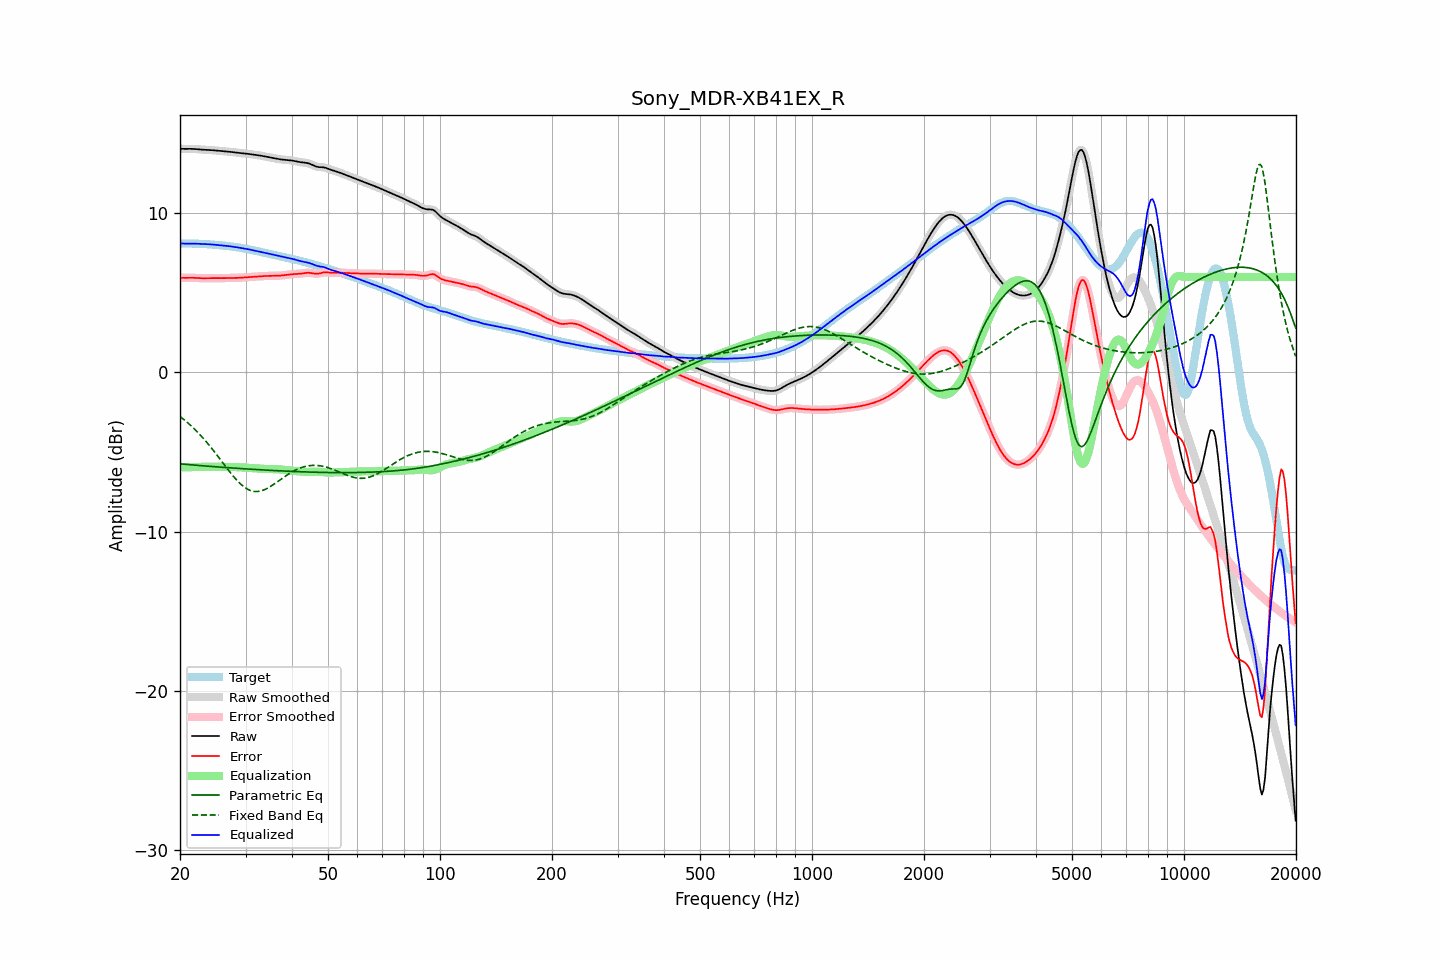 Sony_MDR-XB41EX_R
Amplitude (dBr)
10
0
−10
−20
−30
Target
Raw Smoothed
Error Smoothed
Raw
Error
Equalization
Parametric Eq
Fixed Band Eq
Equalized
20 50 100 200 500 1000 2000 5000 10000 20000
Frequency (Hz)